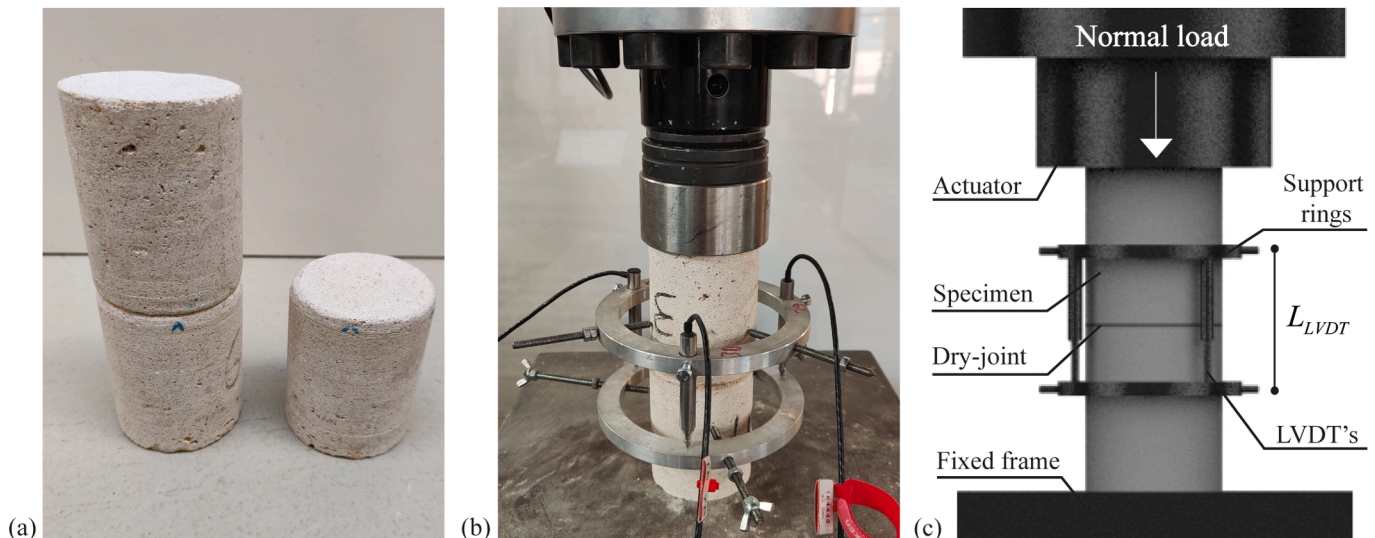 (a)
(b)
(c)
Normal load
Actuator
Support
rings
Specimen
L_LVDT
Dry-joint
LVDT's
Fixed frame